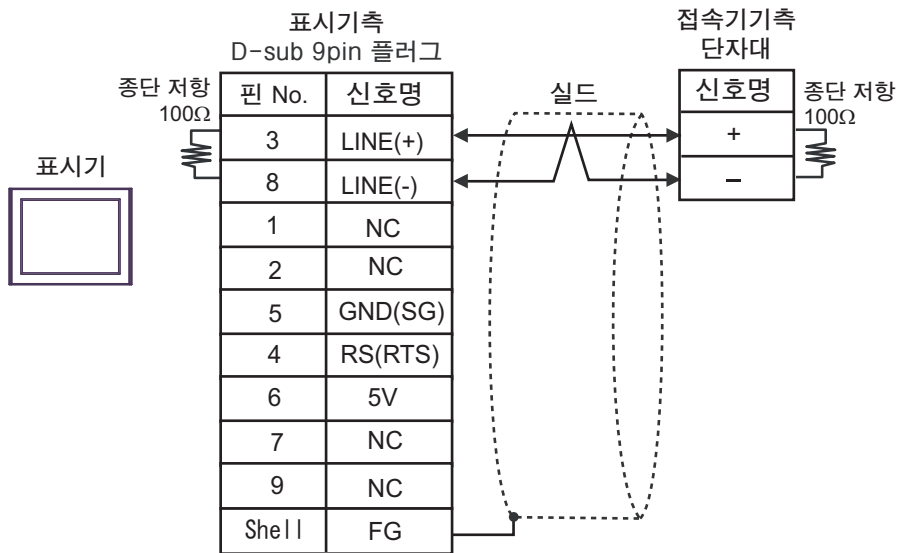 표시기측
D-sub 9pin 플러그
접속기기측
단자대
종단 저항
100Ω
핀 No. 신호명
실드
신호명
종단 저항
100Ω
3 LINE(+)
+
표시기
8 LINE(-)
–
1 NC
2 NC
5 GND(SG)
4 RS(RTS)
6 5V
7 NC
9 NC
Shell FG